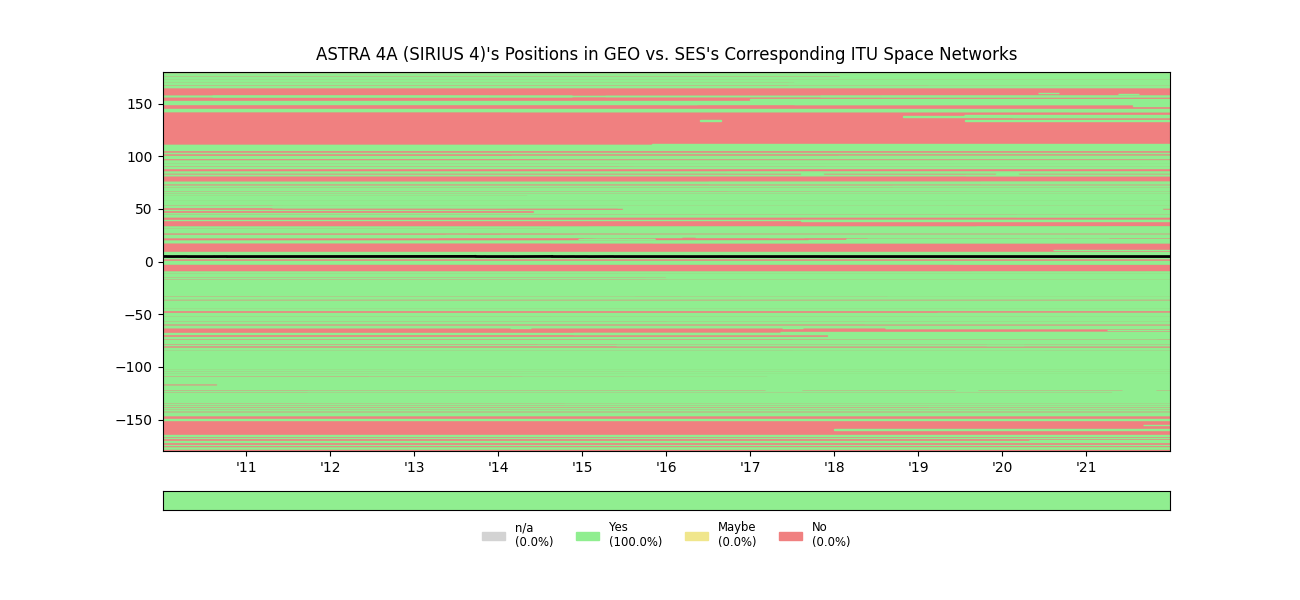 ASTRA 4A (SIRIUS 4)'s Positions in GEO vs. SES's Corresponding ITU Space Networks
150
100
50
0
−50
−100
−150
'11 '12 '13 '14 '15 '16 '17 '18 '19 '20 '21
n/a Yes Maybe No
(0.0%) (100.0%) (0.0%) (0.0%)